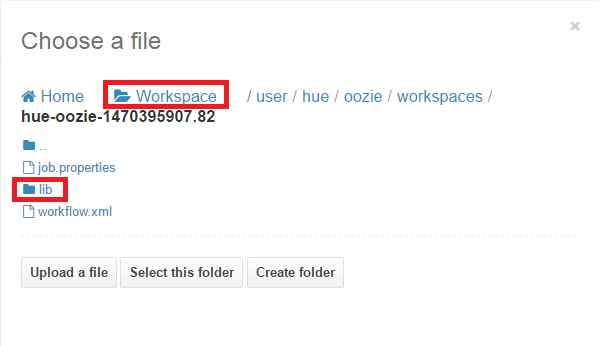 Choose a file
×
Home Workspace / user / hue / oozie / workspaces /
hue-oozie-1470395907.82
..
job.properties
lib
workflow.xml
Upload a file Select this folder Create folder